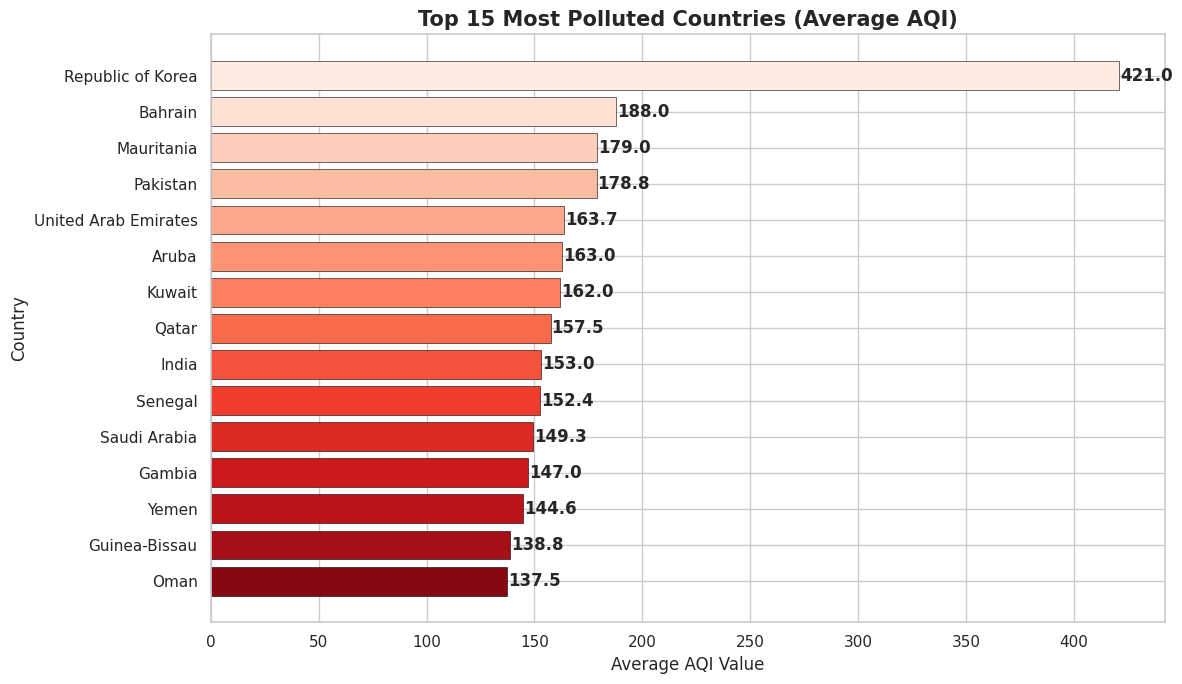 Top 15 Most Polluted Countries (Average AQI)
Republic of Korea 421.0
Bahrain 188.0
Mauritania 179.0
Pakistan 178.8
United Arab Emirates 163.7
Aruba 163.0
Kuwait 162.0
Qatar 157.5
India 153.0
Senegal 152.4
Saudi Arabia 149.3
Gambia 147.0
Yemen 144.6
Guinea-Bissau 138.8
Oman 137.5
Country
0 50 100 150 200 250 300 350 400
Average AQI Value